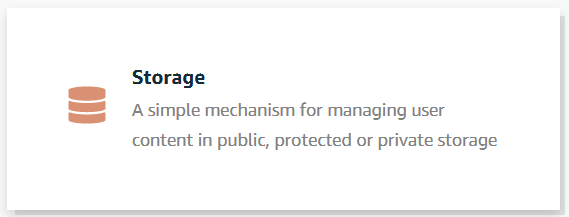 Storage
A simple mechanism for managing user
content in public, protected or private storage